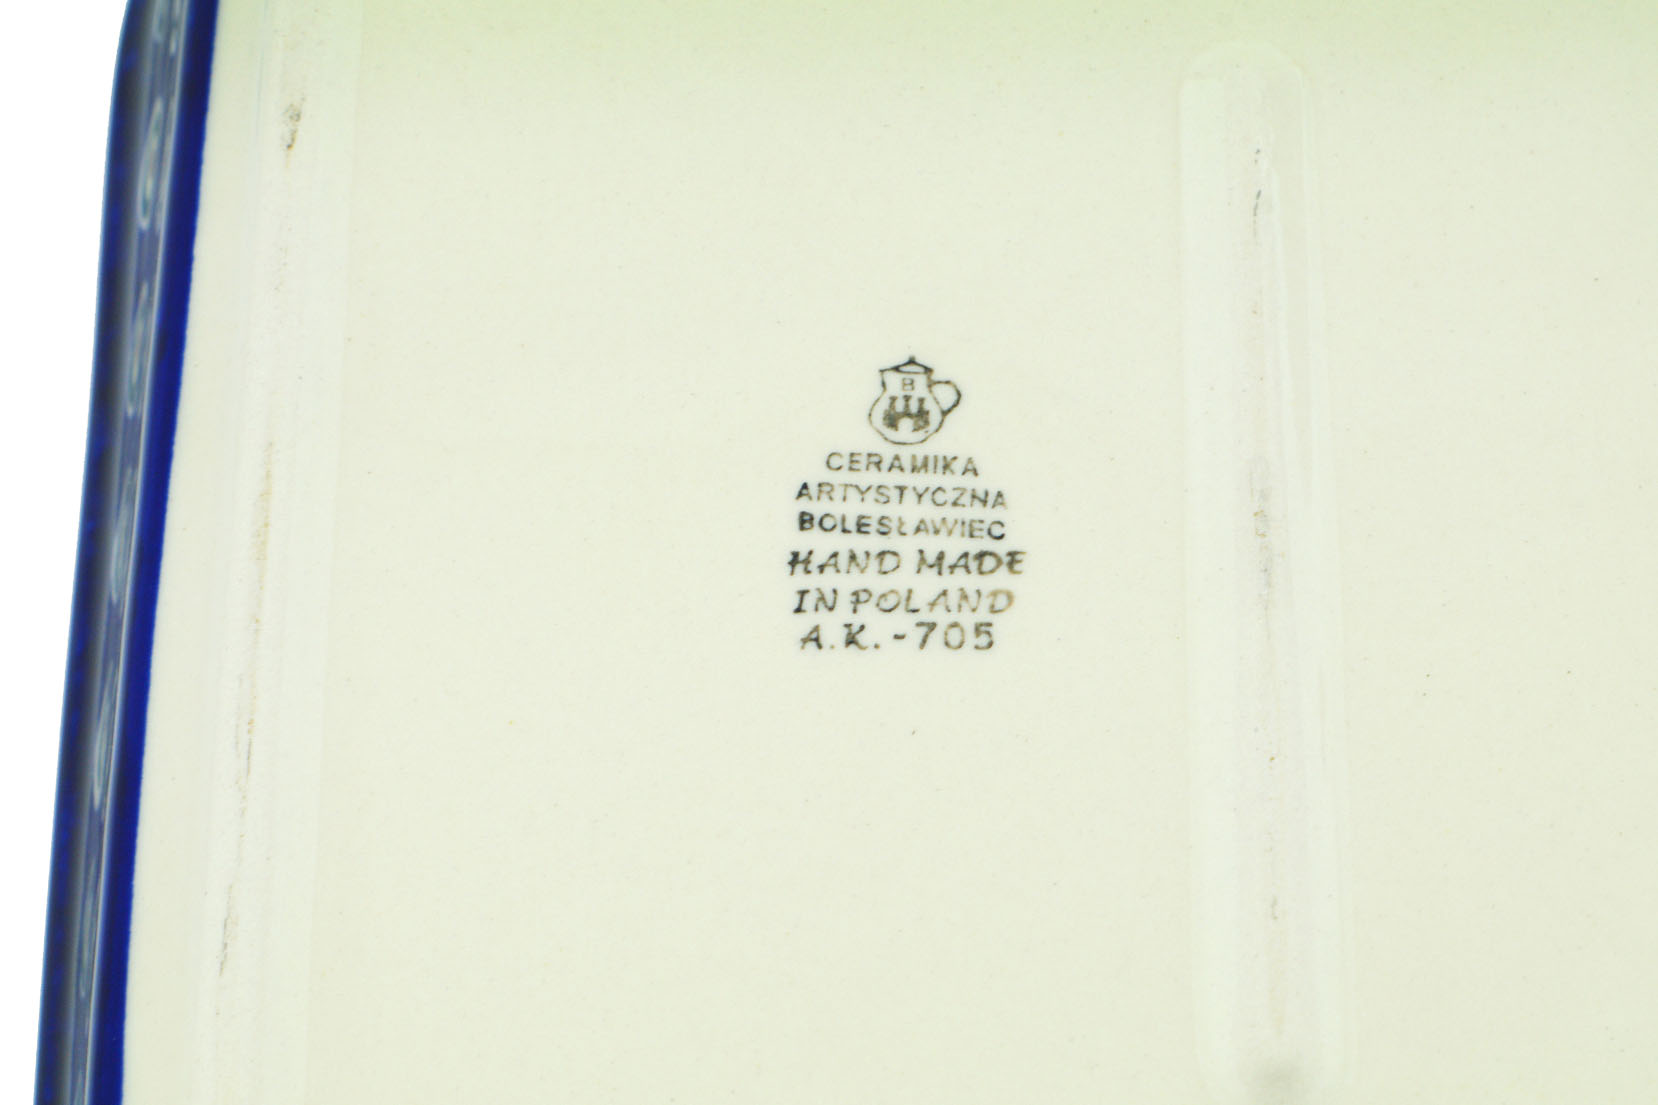 B
CERAMIKA
ARTYSTYCZNA
BOLESŁAWIEC
HAND MADE
IN POLAND
A.K.-705